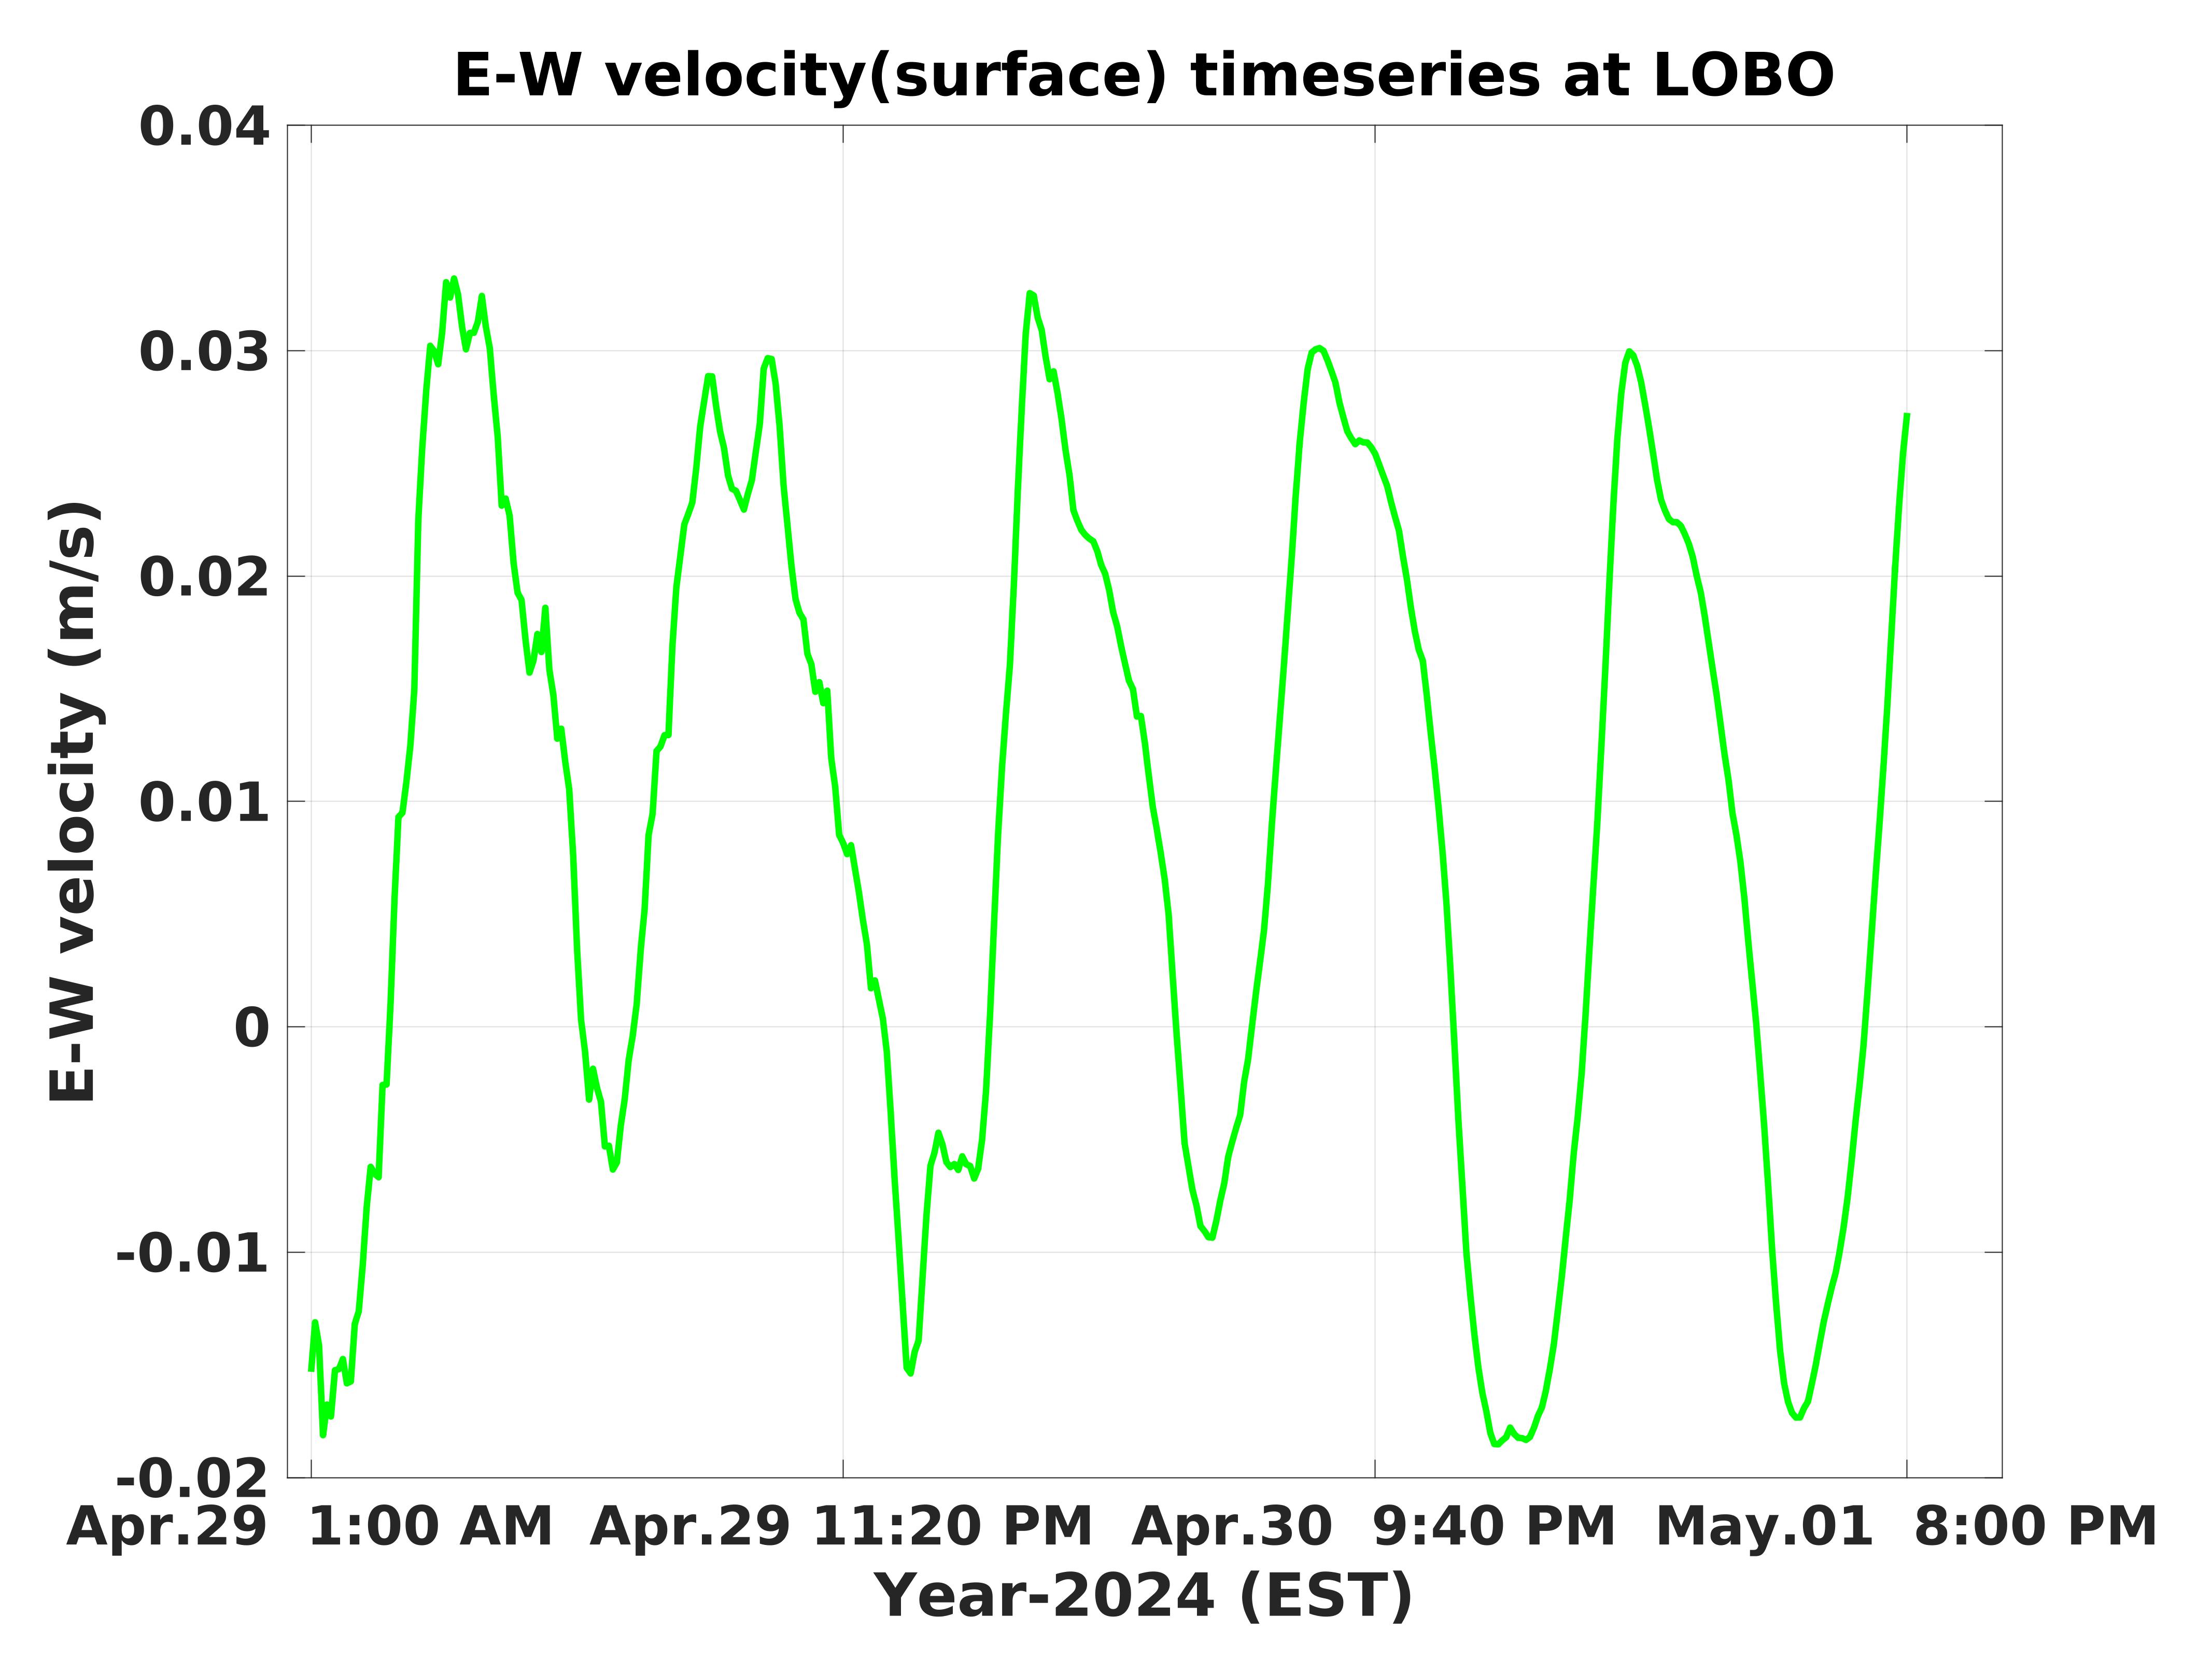 E-W velocity(surface) timeseries at LOBO
E-W velocity (m/s)
0.04
0.03
0.02
0.01
0
-0.01
-0.02
Apr.29 1:00 AM Apr.29 11:20 PM Apr.30 9:40 PM May.01 8:00 PM
Year-2024 (EST)